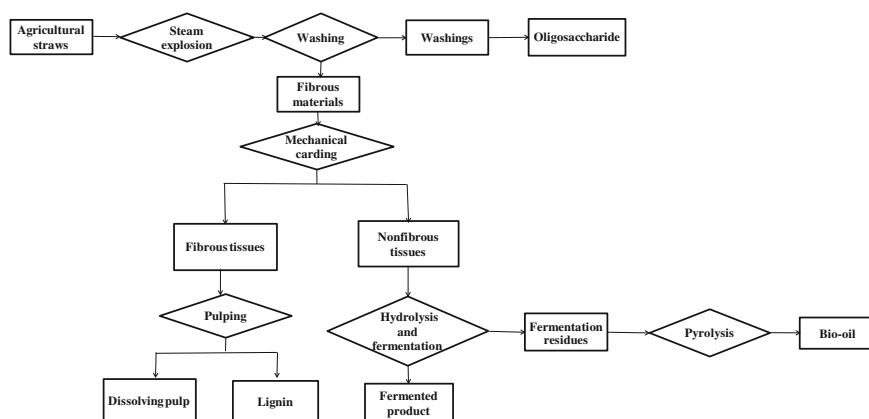 Agricultural
straws
Steam
explosion
Washing
Washings
Oligosaccharide
Fibrous
materials
Mechanical
carding
Fibrous tissues
Nonfibrous
tissues
Pulping
Hydrolysis
and
fermentation
Fermentation
residues
Pyrolysis
Bio-oil
Dissolving pulp
Lignin
Fermented
product